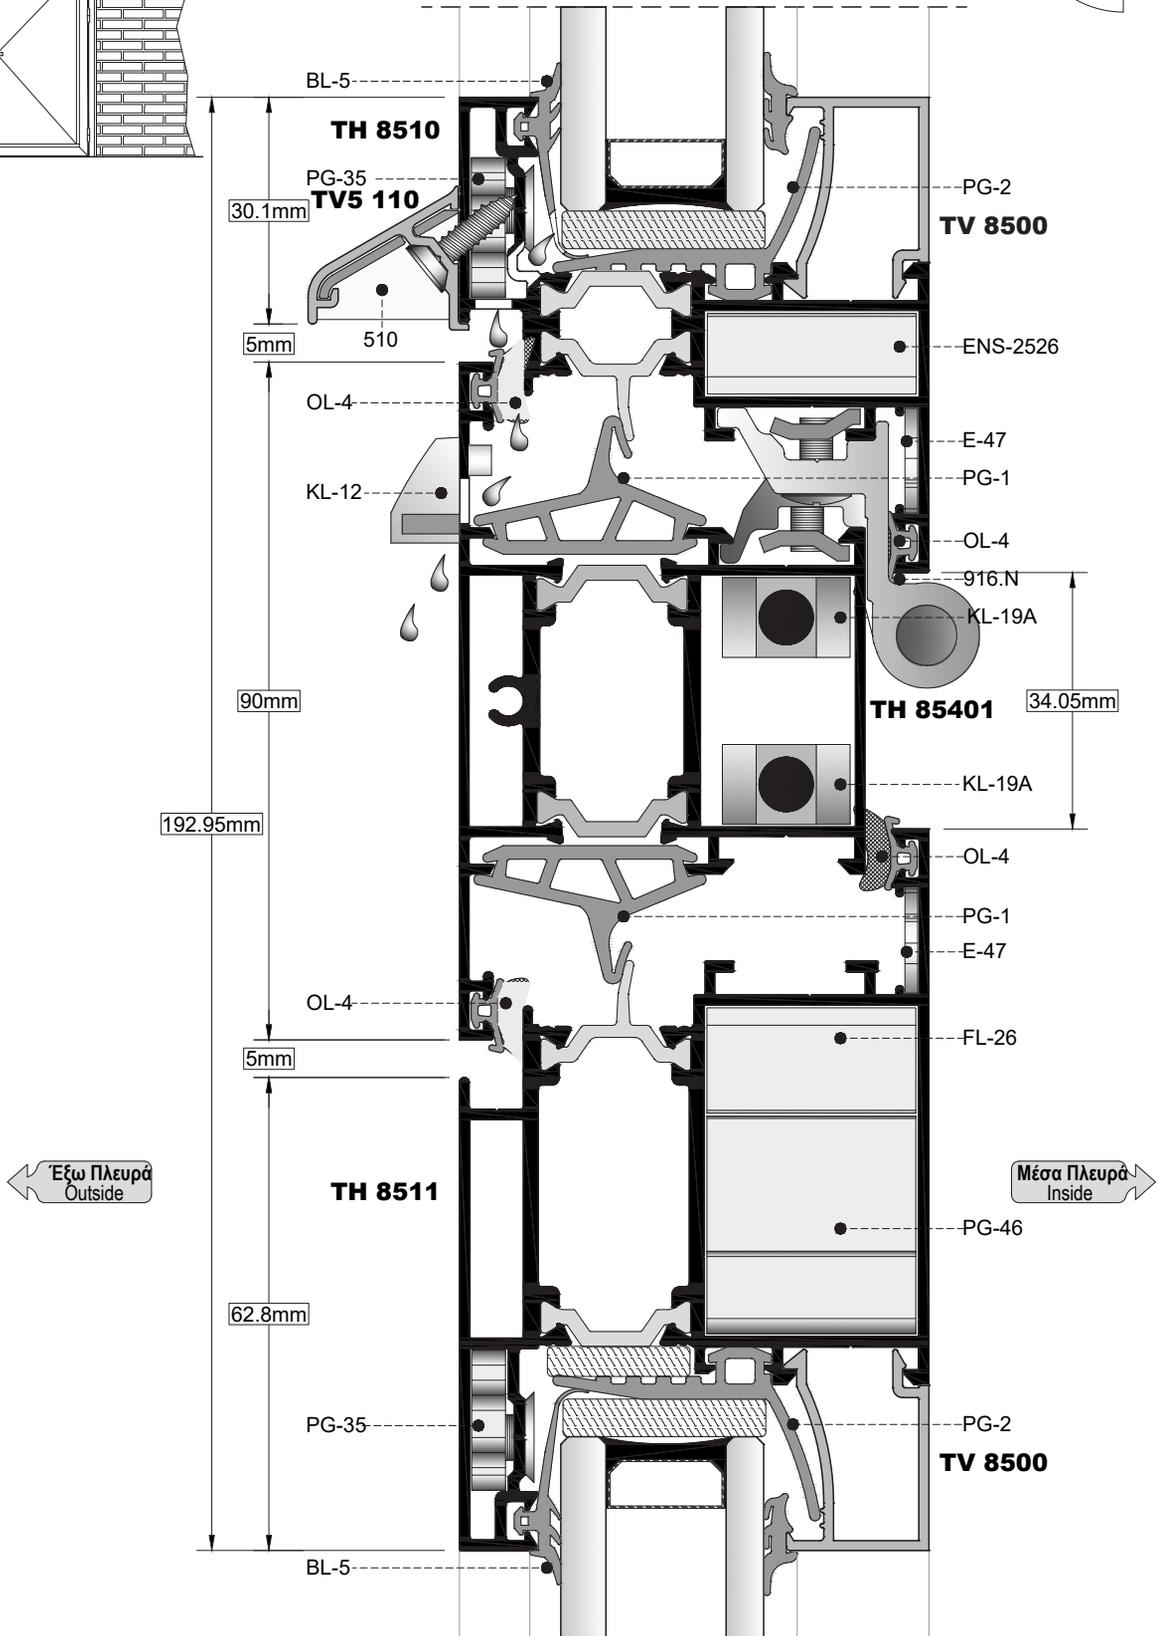 BL-5
TH 8510
PG-35
TV5 110
PG-2
30.1mm
TV 8500
510
5mm
ENS-2526
OL-4
E-47
PG-1
KL-12
OL-4
916.N
KL-19A
90mm
TH 85401
34.05mm
KL-19A
192.95mm
OL-4
PG-1
E-47
OL-4
FL-26
5mm
Έξω Πλευρά
Outside
TH 8511
Μέσα Πλευρά
Inside
PG-46
62.8mm
PG-35
PG-2
TV 8500
BL-5